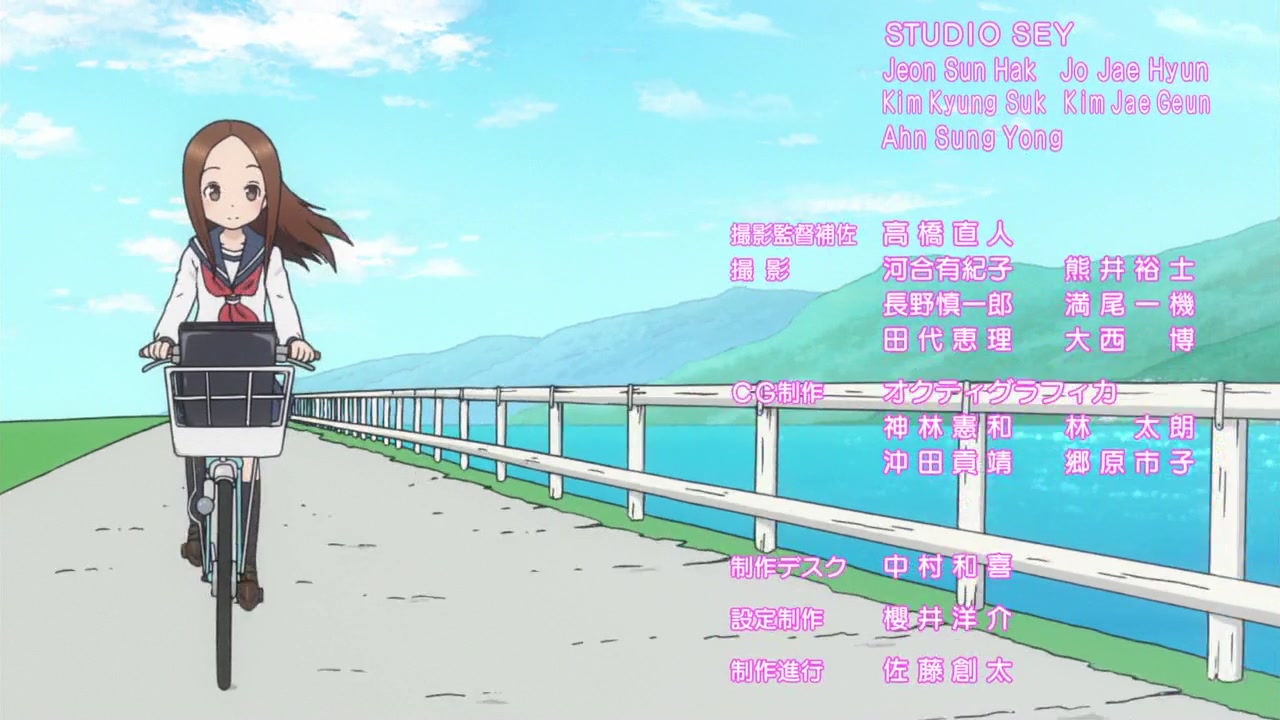 STUDIO SEY
Jeon Sun Hak Jo Jae Hyun
Kim Kyung Suk Kim Jae Geun
Ahn Sung Yong
撮影監督補佐 高橋直人
撮影 河合有紀子 熊井裕士
長野慎一郎 満尾一機
田代恵理 大西博
CG制作 オクティグラフィカ
神林憲和 林太朗
沖田貢靖 郷原市子
制作デスク 中村和喜
設定制作 櫻井洋介
制作進行 佐藤創太